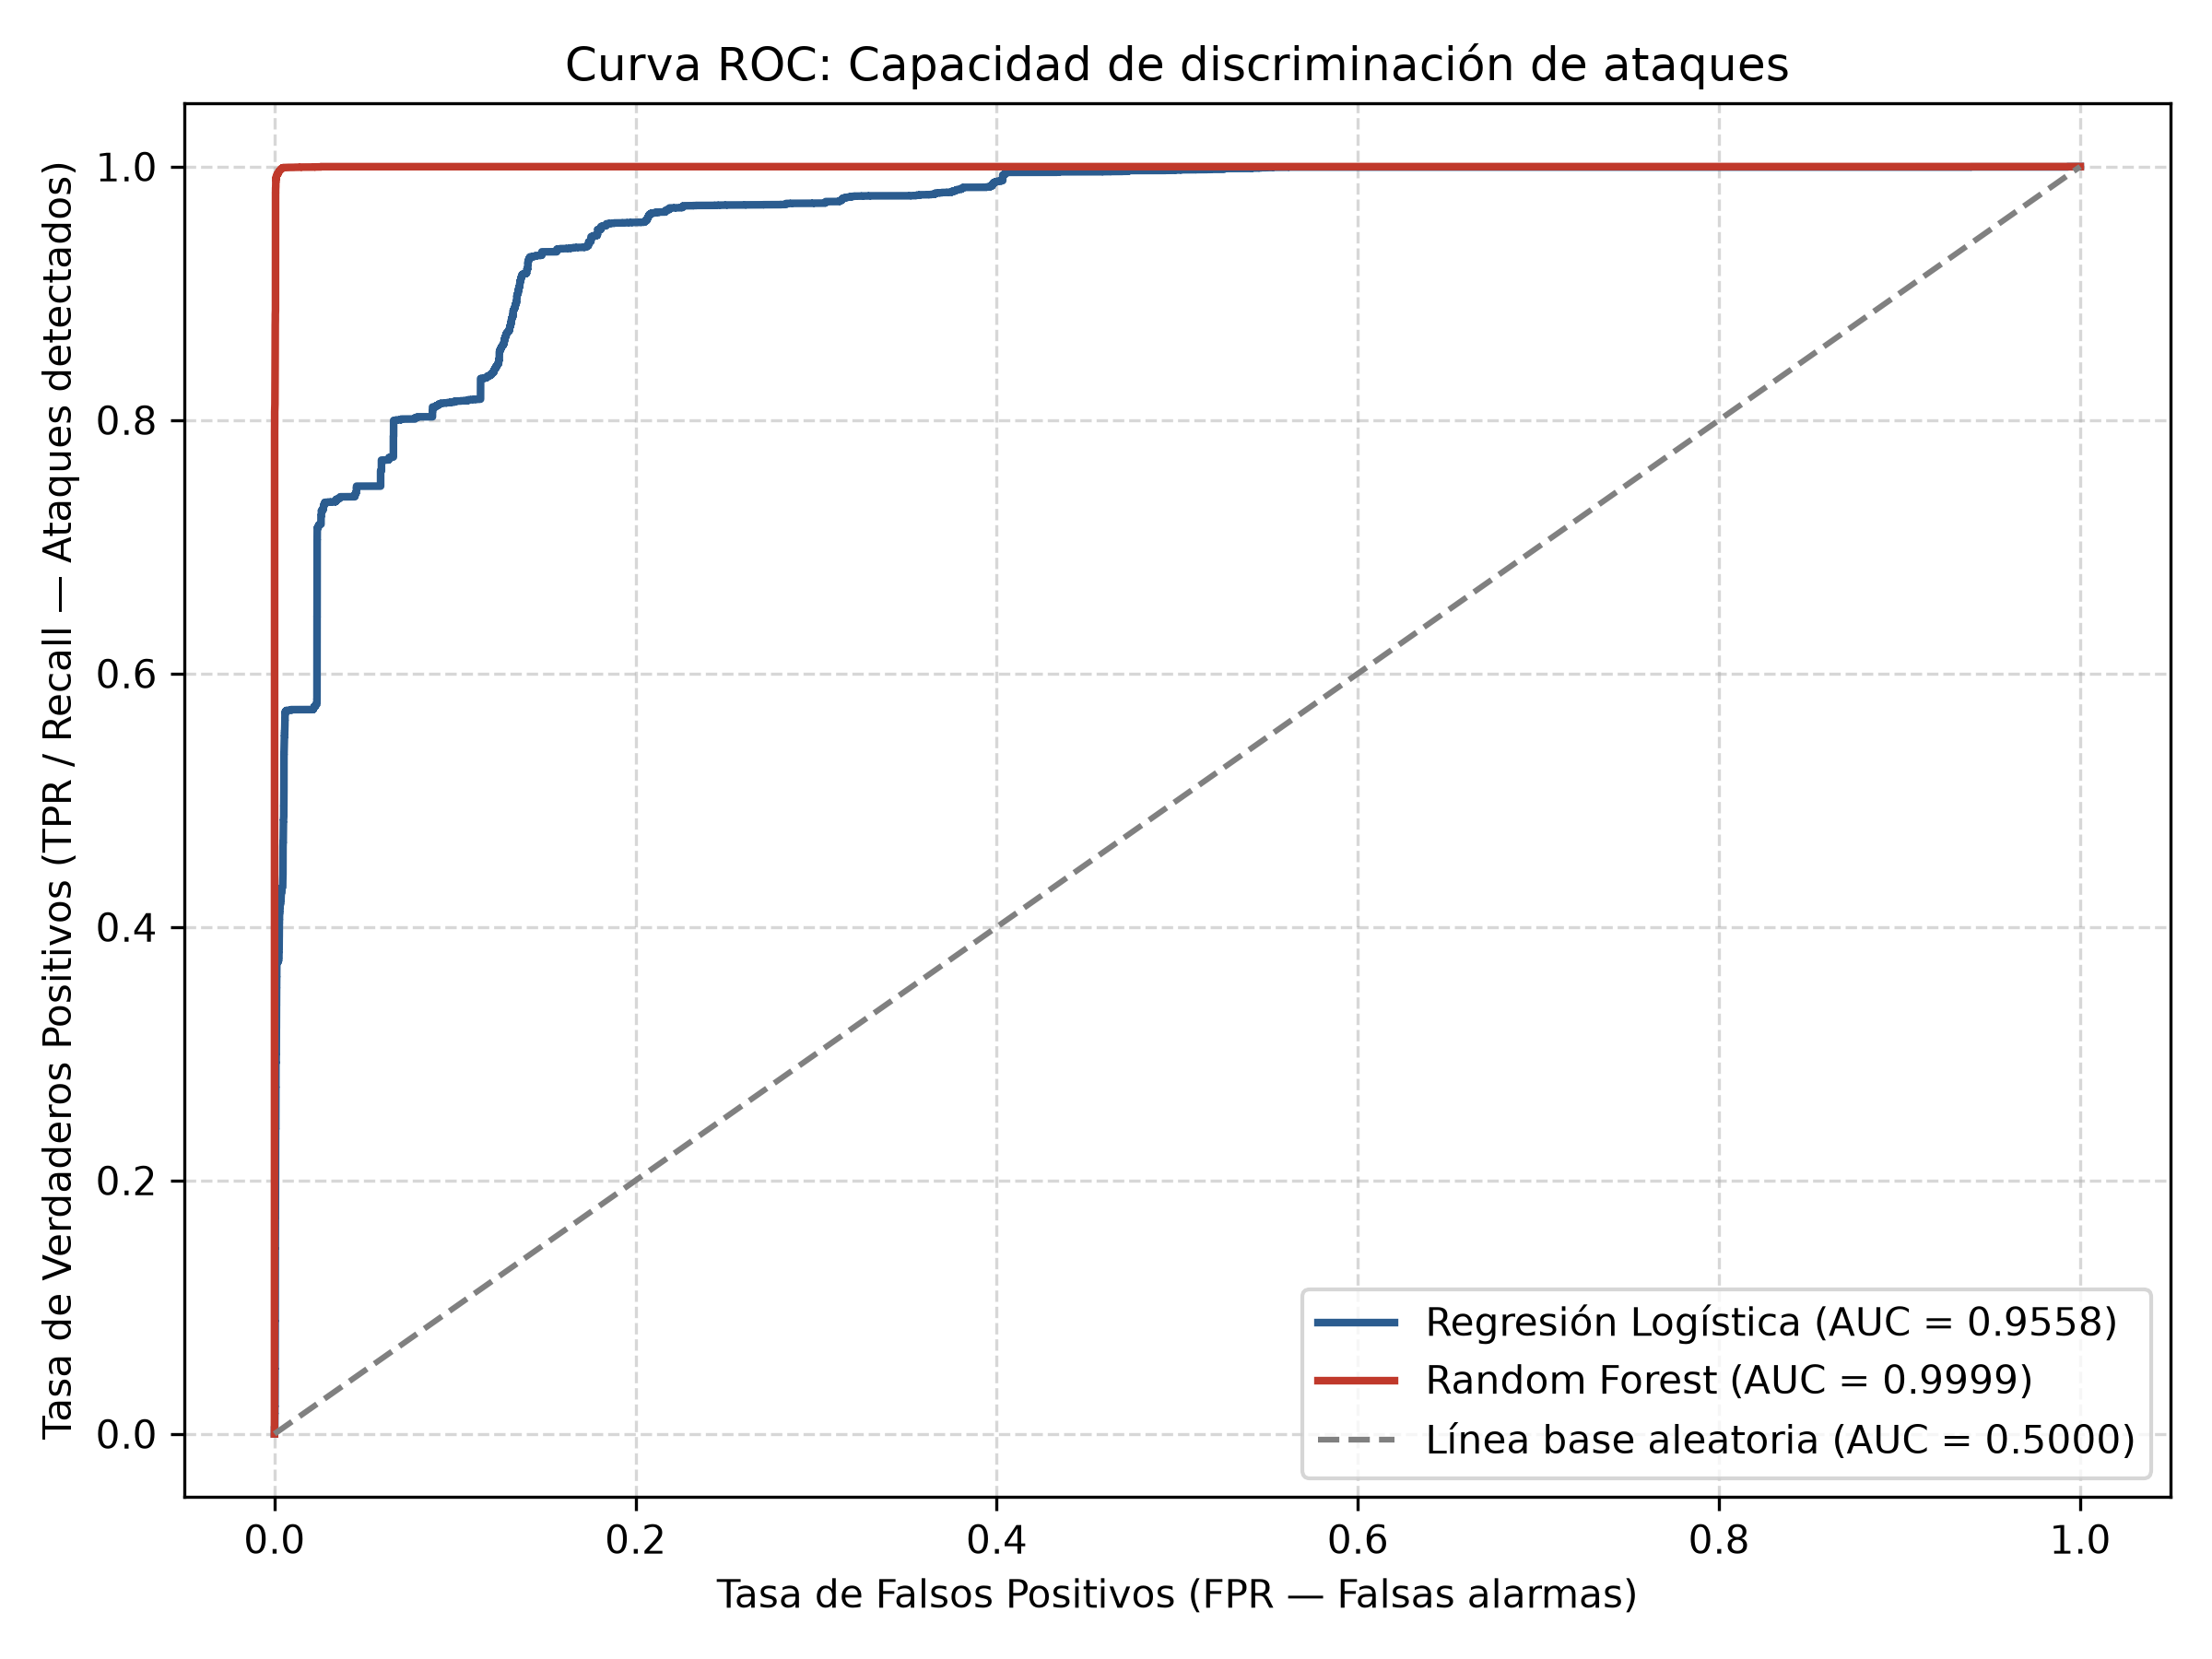 Curva ROC: Capacidad de discriminación de ataques
Tasa de Verdaderos Positivos (TPR / Recall — Ataques detectados)
1.0
0.8
0.6
0.4
0.2
0.0
0.0 0.2 0.4 0.6 0.8 1.0
Tasa de Falsos Positivos (FPR — Falsas alarmas)
Regresión Logística (AUC = 0.9558)
Random Forest (AUC = 0.9999)
Línea base aleatoria (AUC = 0.5000)